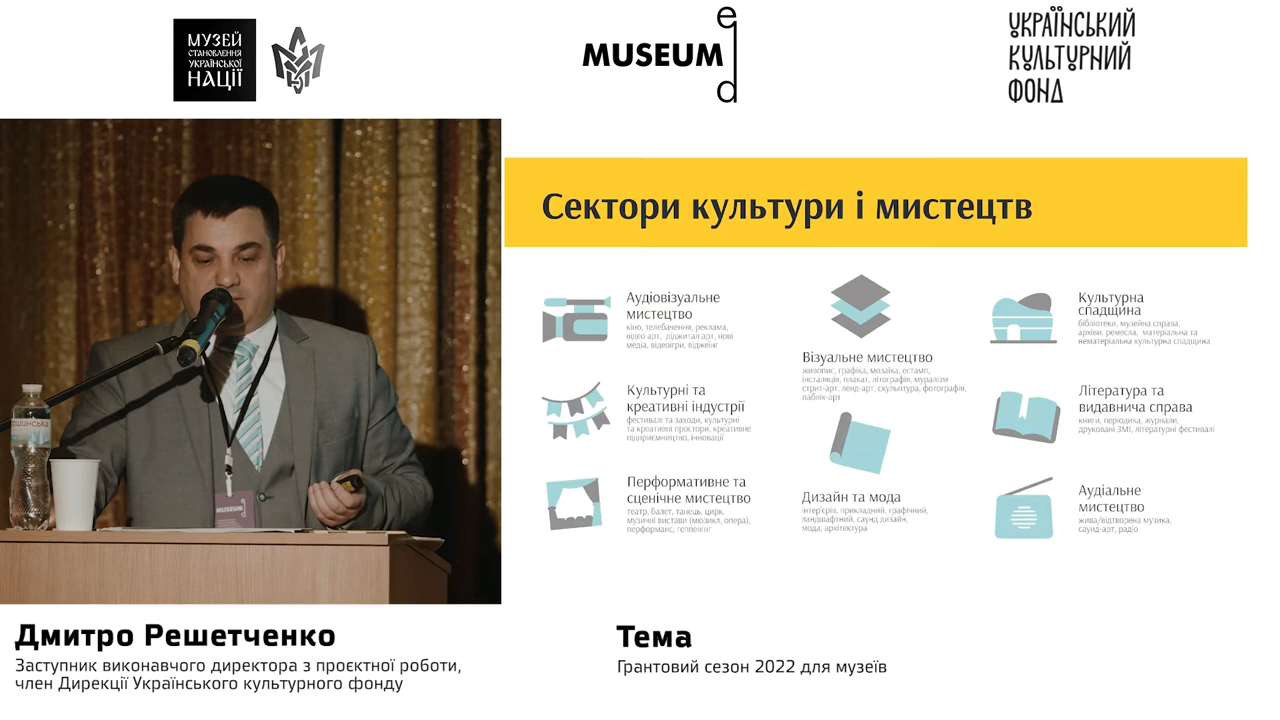 МУЗЕЙ
СТАНОВЛЕННЯ
УКРАЇНСЬКОЇ
НАЦІЇ
MUSEUM
ed
УКРАЇНСЬКИЙ
КУЛЬТУРНИЙ
ФОНД
Сектори культури і мистецтв
Аудіовізуальне
мистецтво
кіно, телебачення, реклама,
відео арт, діджитал арт, нові
медіа, відеоігри, віджеїнг
Культурні та
креативні індустрії
фестивалі та заходи, культурні
та креативні простори, креативне
підприємництво, інновації
Перформативне та
сценічне мистецтво
театр, балет, танець, цирк,
музичні вистави (мюзикл, опера),
перформанс, гепенінг
Візуальне мистецтво
живопис, графіка, мозаїка, естамп,
інсталяція, плакат, літографія, муралізм
стрит-арт, ленд-арт, скульптура, фотографія,
паблік-арт
Дизайн та мода
інтер'єрів, прикладний, графічний,
ландшафтний, саунд дизайн,
мода, архітектура
Культурна
спадщина
бібліотеки, музейна справа,
архіви, ремесла, матеріальна та
нематеріальна культурна спадщина
Література та
видавнича справа
книги, періодика, журнали,
друковані ЗМІ, літературні фестивалі
Аудіальне
мистецтво
жива/відтворена музика,
саунд-арт, радіо
MUSEUM
Дмитро Решетченко
Заступник виконавчого директора з проєктної роботи,
член Дирекції Українського культурного фонду
Тема
Грантовий сезон 2022 для музеїв